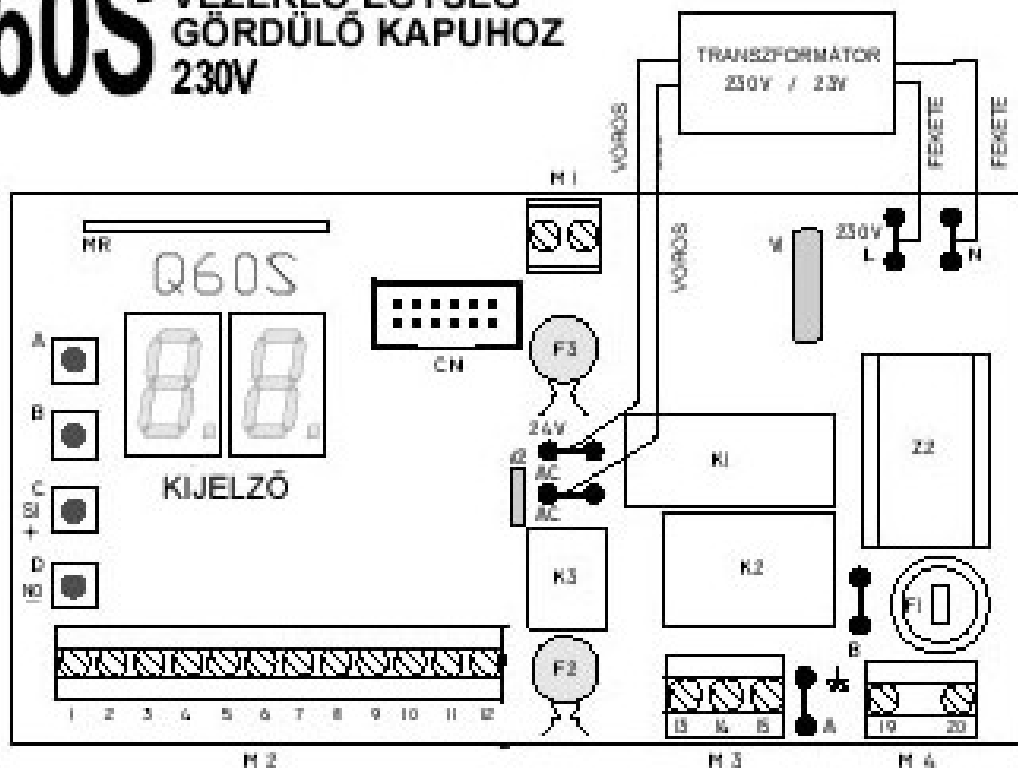 GÖRDÜLŐ KAPUHOZ
230V
TRANSZFORMÁTOR
230V / 23V
VÖRÖS
FEKETE
FEKETE
M1
MR
Q60S
VÖRÖS
230V
L
N
CN
F3
A
B
C
SI
+
D
NO
KIJELZŐ
24V
AC
AC
K1
K2
K3
Z2
F1
B
F2
A
1 2 3 4 5 6 7 8 9 10 11 12
13 14 15
19 20
M2
M3
M4